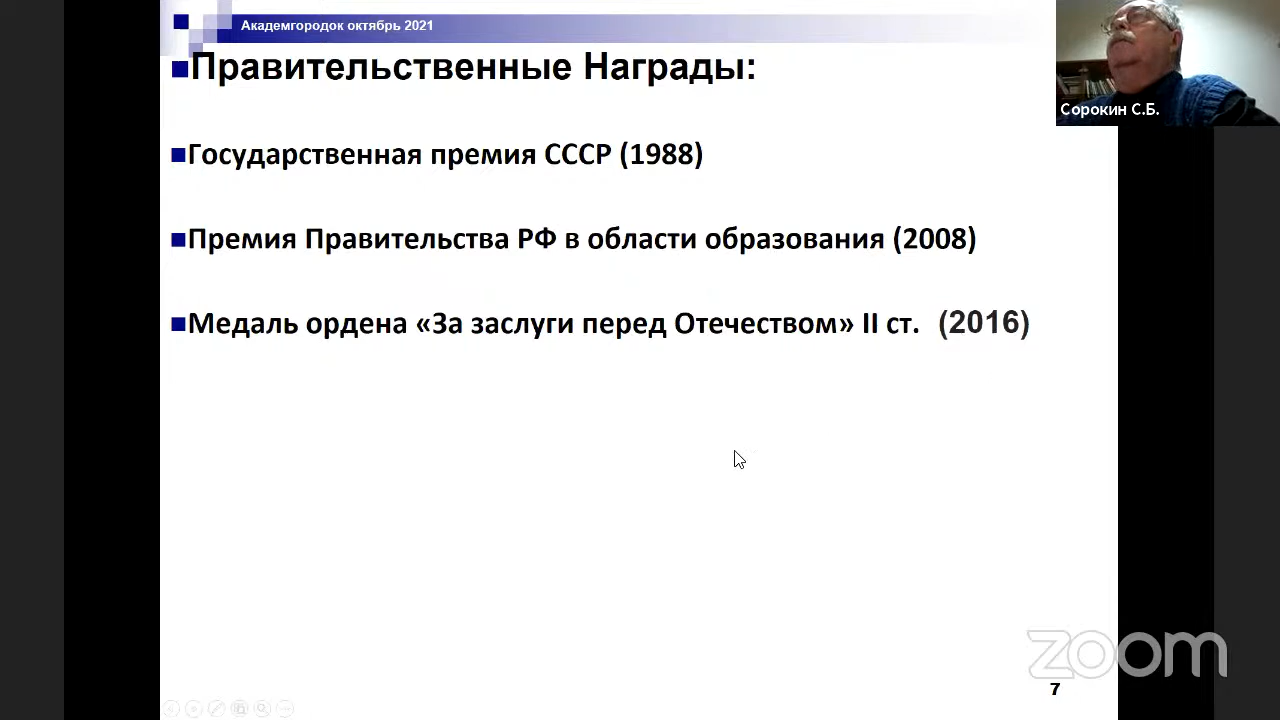 Академгородок октябрь 2021
Правительственные Награды:
Сорокин С.Б.
Государственная премия СССР (1988)
Премия Правительства РФ в области образования (2008)
Медаль ордена «За заслуги перед Отечеством» II ст. (2016)
zoom
7